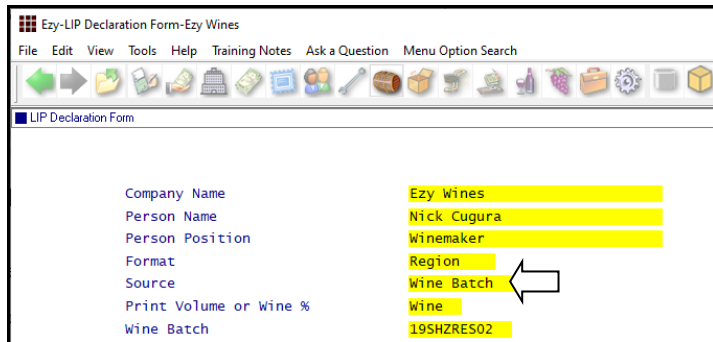 Ezy-LIP Declaration Form-Ezy Wines
File Edit View Tools Help Training Notes Ask a Question Menu Option Search
LIP Declaration Form
Company Name Ezy Wines
Person Name Nick Cugura
Person Position Winemaker
Format Region
Source Wine Batch
Print Volume or Wine % Wine
Wine Batch 19SHZRES02